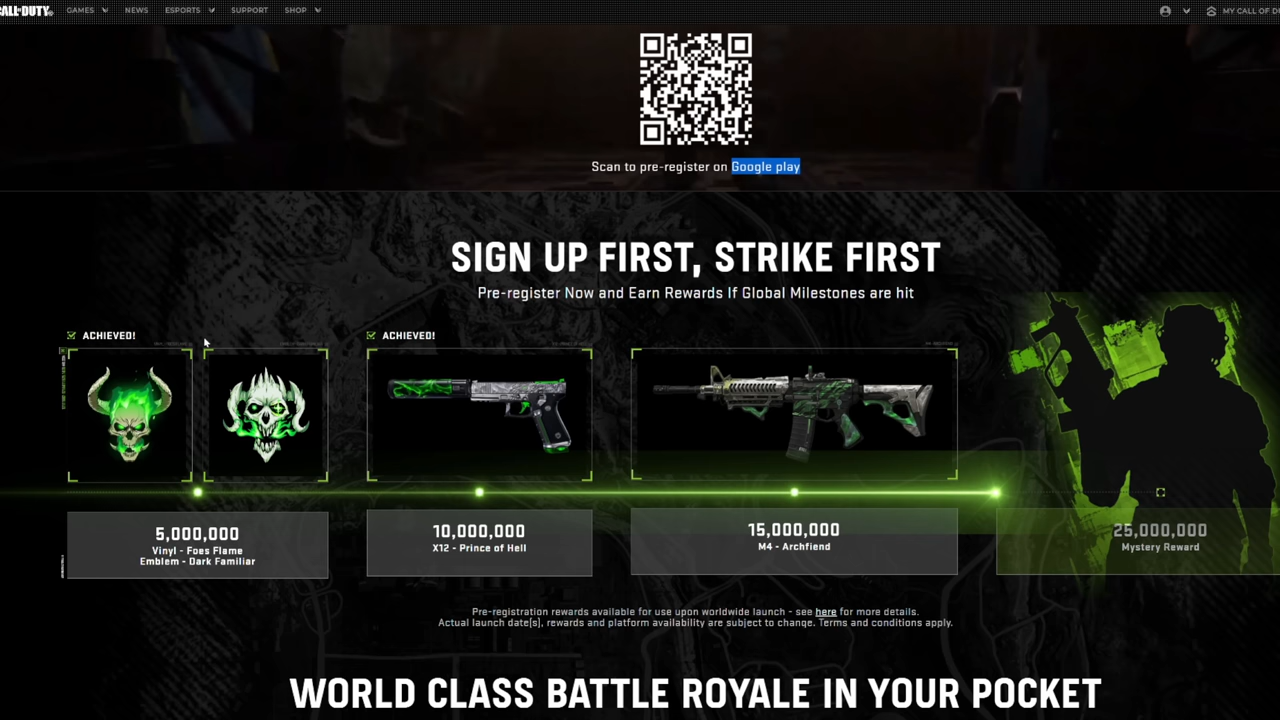 CALL OF DUTY
GAMES
NEWS
ESPORTS
SUPPORT
SHOP
MY CALL OF D
Scan to pre-register on Google play
SIGN UP FIRST, STRIKE FIRST
Pre-register Now and Earn Rewards If Global Milestones are hit
ACHIEVED!
ACHIEVED!
5,000,000
Vinyl - Foes Flame
Emblem - Dark Familiar
10,000,000
X12 - Prince of Hell
15,000,000
M4 - Archfiend
25,000,000
Mystery Reward
Pre-registration rewards available for use upon worldwide launch - see here for more details.
Actual launch date[s], rewards and platform availability are subject to change. Terms and conditions apply.
WORLD CLASS BATTLE ROYALE IN YOUR POCKET